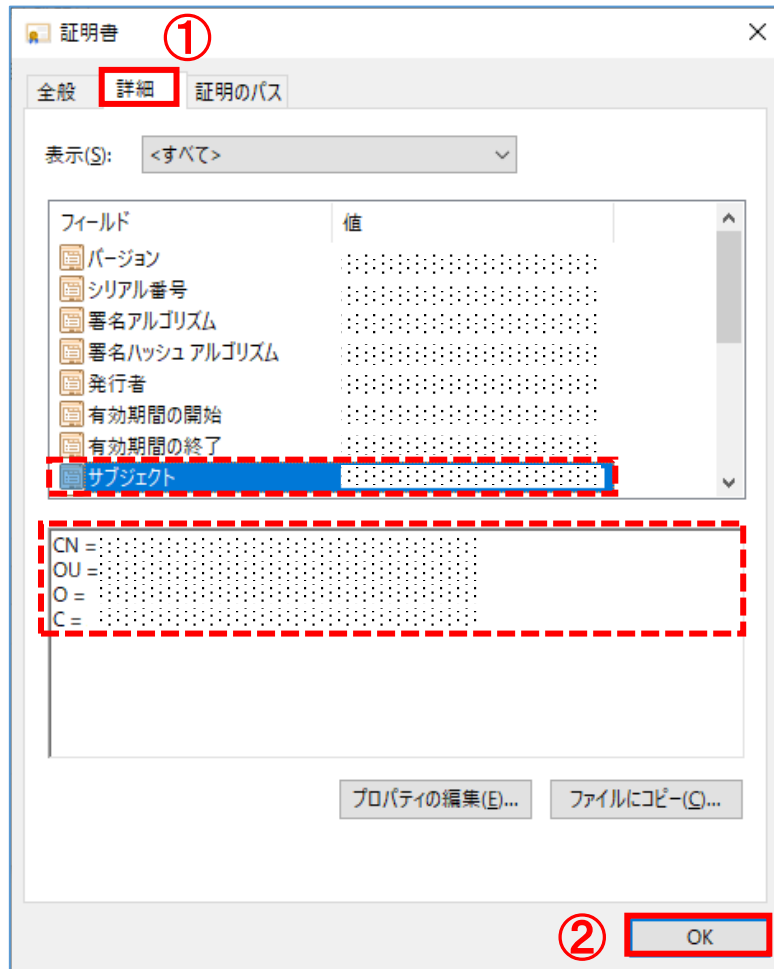 証明書
①
全般 詳細 証明のパス
表示(S): <すべて>
フィールド 値
バージョン
シリアル番号
署名アルゴリズム
署名ハッシュ アルゴリズム
発行者
有効期間の開始
有効期間の終了
サブジェクト
CN =
OU =
O =
C =
プロパティの編集(E)... ファイルにコピー(C)...
② OK